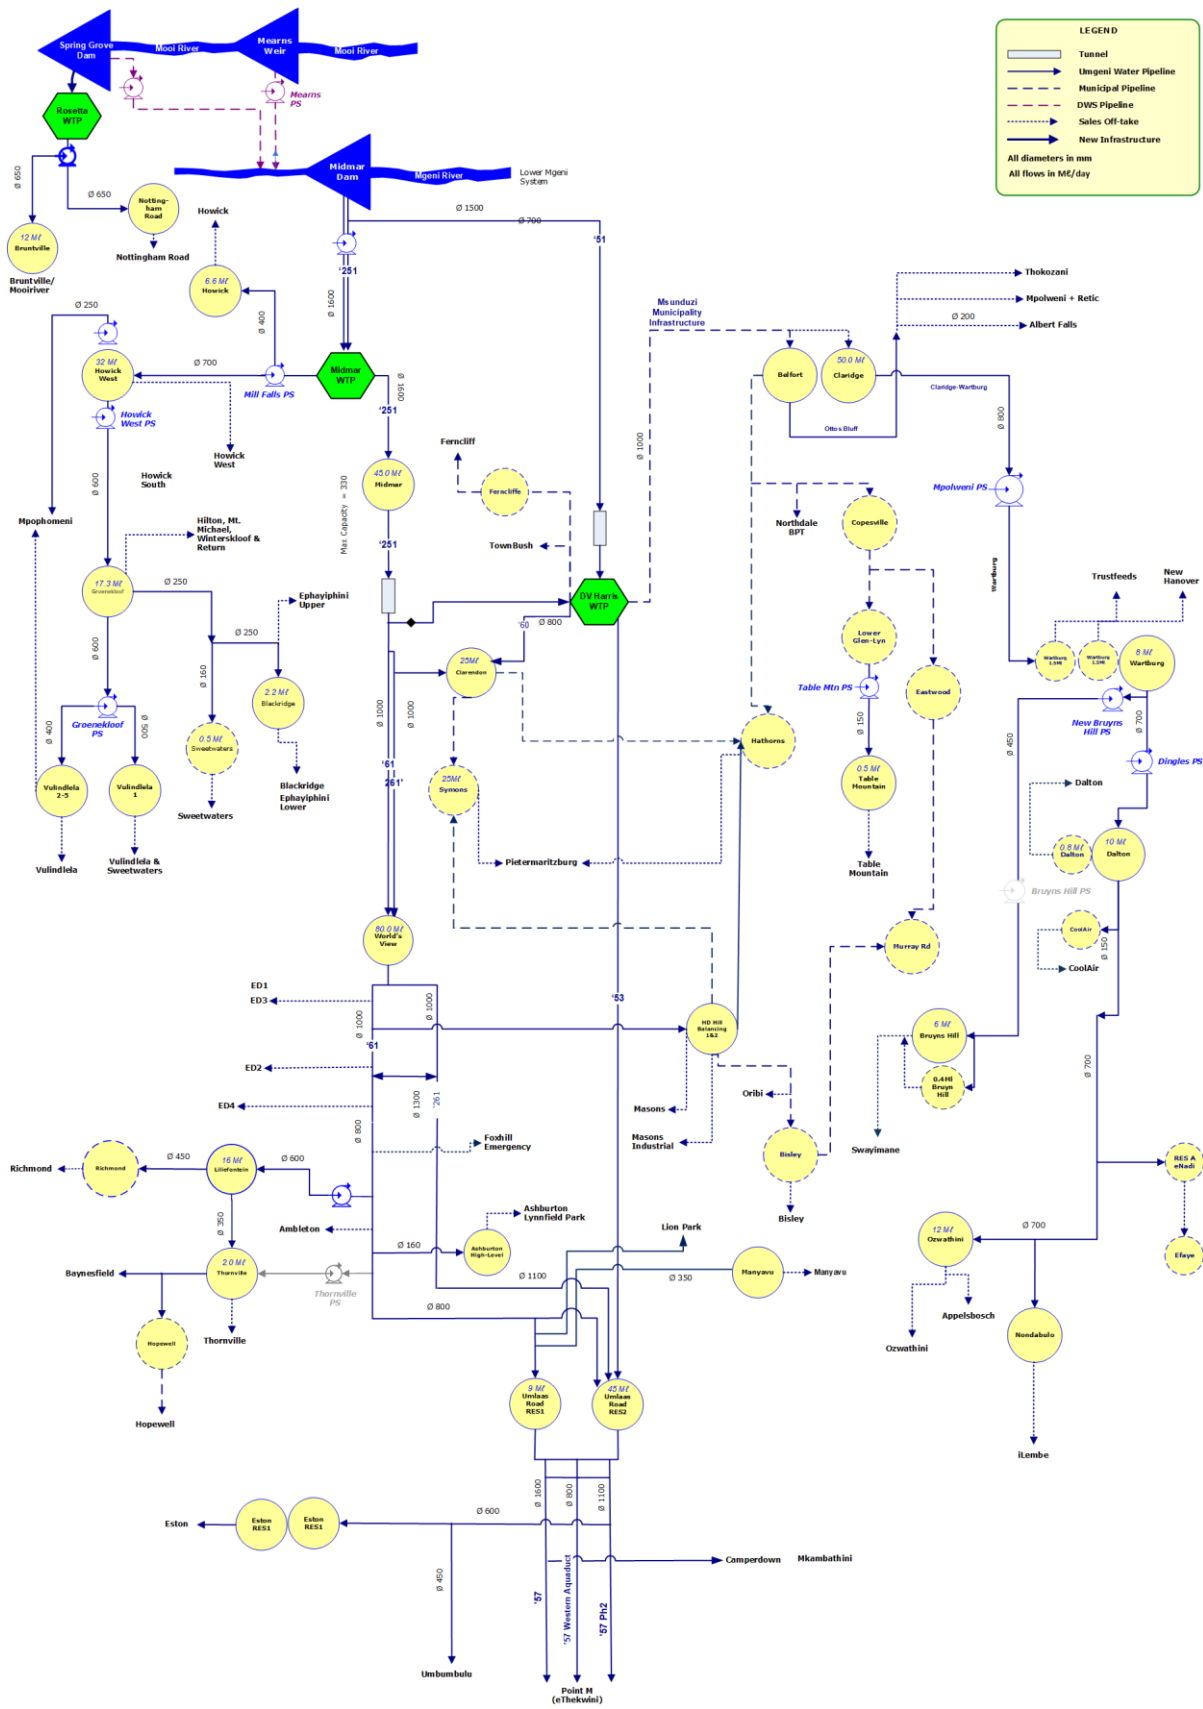 Spring Grove
Dam
Mooi River
Mearns
Weir
Mooi River
Mearns
PS
Rosetta
WTP
LEGEND
Tunnel
Umgeni Water Pipeline
Municipal Pipeline
DWS Pipeline
Sales Off-take
New Infrastructure
All diameters in mm
All flows in Mℓ/day
Midmar
Dam
Mgeni River
Lower Mgeni
System
Ø 650
Ø 650
Notting-
ham
Road
Nottingham Road
12 Mℓ
Bruntville
Bruntville/
Mooiriver
Howick
6.6 Mℓ
Howick
Ø 1500
Ø 700
'51
'251
Ø 1600
Ø 400
Ø 250
Ø 700
32 Mℓ
Howick
West
Mill Falls PS
Midmar
WTP
Ø 1600
'251
Howick
West PS
Howick
West
Howick
South
Ø 600
Mpophomeni
Hilton, Mt.
Michael,
Winterskloof &
Return
17.3 Mℓ
Groenekloof
Ø 250
Ø 250
Ephayiphini
Upper
Ø 600
Ø 160
2.2 Mℓ
Blackridge
Groenekloof
PS
Ø 400
Ø 500
0.5 Mℓ
Sweetwaters
Sweetwaters
Blackridge
Ephayiphini
Lower
Vulindlela
2-5
Vulindlela
1
Vulindlela
Vulindlela &
Sweetwaters
45.0 Mℓ
Midmar
Max Capacity = 330
'251
Ferncliff
Ferncliffe
TownBush
DV Harris
WTP
'60
Ø 800
25Mℓ
Clarendon
Ø 1000
Ø 1000
'61
261'
25Mℓ
Symons
Pietermaritzburg
Hathorns
Msunduzi
Municipality
Infrastructure
Ø 1000
Belfort
50.0 Mℓ
Claridge
Thokozani
Mpolweni + Retic
Ø 200
Albert Falls
Ottos Bluff
Claridge-Wartburg
Ø 800
Mpolweni PS
Wartburg
Northdale
BPT
Copesville
Lower
Glen-Lyn
Table Mtn PS
Eastwood
Ø 150
0.5 Mℓ
Table
Mountain
Table
Mountain
Trustfeeds
New
Hanover
Wartburg
1.5Ml
Wartburg
8 Mℓ
Wartburg
New Bruyns
Hill PS
Ø 450
Ø 700
Dingles PS
Dalton
0.8 Mℓ
Dalton
10 Mℓ
Dalton
Bruyns Hill PS
CoolAir
Ø 150
CoolAir
Murray Rd
80.0 Mℓ
World's
View
ED1
ED3
Ø 1000
Ø 1000
'61
'53
HD Hill
Balancing
1&2
ED2
ED4
Ø 1300
'261
Ø 800
Masons
Masons
Industrial
Oribi
Bisley
Bisley
6 Mℓ
Bruyns Hill
0.4Ml
Bruyn
Hill
Swayimane
Ø 700
RES A
eNadi
Efaye
Foxhill
Emergency
Richmond
Richmond
Ø 450
16 Mℓ
Liliefontein
Ø 600
Ø 350
Ambleton
Ø 160
Ashburton
High-Level
Ashburton
Lynnfield Park
Lion Park
Manyavu
Manyavu
Ø 350
Baynesfield
2.0 Mℓ
Thornville
Thornville
PS
Thornville
Hopewell
Hopewell
Ø 1100
Ø 800
12 Mℓ
Ozwathini
Ø 700
Appelsbosch
Ozwathini
Nondabulo
iLembe
9 Mℓ
Umlaas
Road
RES1
45 Mℓ
Umlaas
Road
RES2
Ø 1600
Ø 800
Ø 1100
Eston
Eston
RES1
Eston
RES1
Ø 600
Ø 450
Umbumbulu
Camperdown
Mkambathini
'57
'57 Western Aquaduct
'57 Ph2
Point M
(eThekwini)